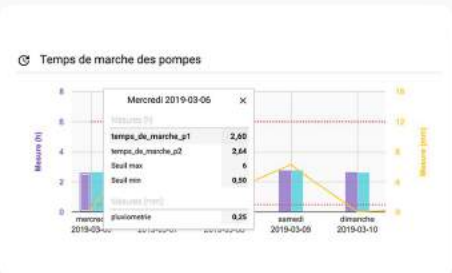 Temps de marche des pompes
Mesure (h)
8
6
4
2
0
Mercredi 2019-03-06 ×
Mesures (h)
temps_de_marche_p1 2,60
temps_de_marche_p2 2,64
Seuil max 6
Seuil min 0,50
Mesures (mm)
pluviometrie 0,25
16
12
8
4
0
Mesure (mm)
samedi
2019-03-09
dimanche
2019-03-10